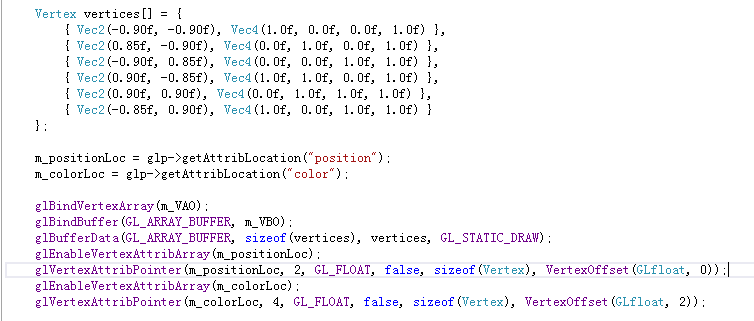 Vertex vertices[] = {
    { Vec2(-0.90f, -0.90f), Vec4(1.0f, 0.0f, 0.0f, 1.0f) },
    { Vec2(0.85f, -0.90f), Vec4(0.0f, 1.0f, 0.0f, 1.0f) },
    { Vec2(-0.90f, 0.85f), Vec4(0.0f, 0.0f, 1.0f, 1.0f) },
    { Vec2(0.90f, -0.85f), Vec4(1.0f, 1.0f, 0.0f, 1.0f) },
    { Vec2(0.90f, 0.90f), Vec4(0.0f, 1.0f, 1.0f, 1.0f) },
    { Vec2(-0.85f, 0.90f), Vec4(1.0f, 0.0f, 1.0f, 1.0f) }
};
m_positionLoc = glp->getAttribLocation("position");
m_colorLoc = glp->getAttribLocation("color");
glBindVertexArray(m_VAO);
glBindBuffer(GL_ARRAY_BUFFER, m_VBO);
glBufferData(GL_ARRAY_BUFFER, sizeof(vertices), vertices, GL_STATIC_DRAW);
glEnableVertexAttribArray(m_positionLoc);
glVertexAttribPointer(m_positionLoc, 2, GL_FLOAT, false, sizeof(Vertex), VertexOffset(GLfloat, 0));
glEnableVertexAttribArray(m_colorLoc);
glVertexAttribPointer(m_colorLoc, 4, GL_FLOAT, false, sizeof(Vertex), VertexOffset(GLfloat, 2));